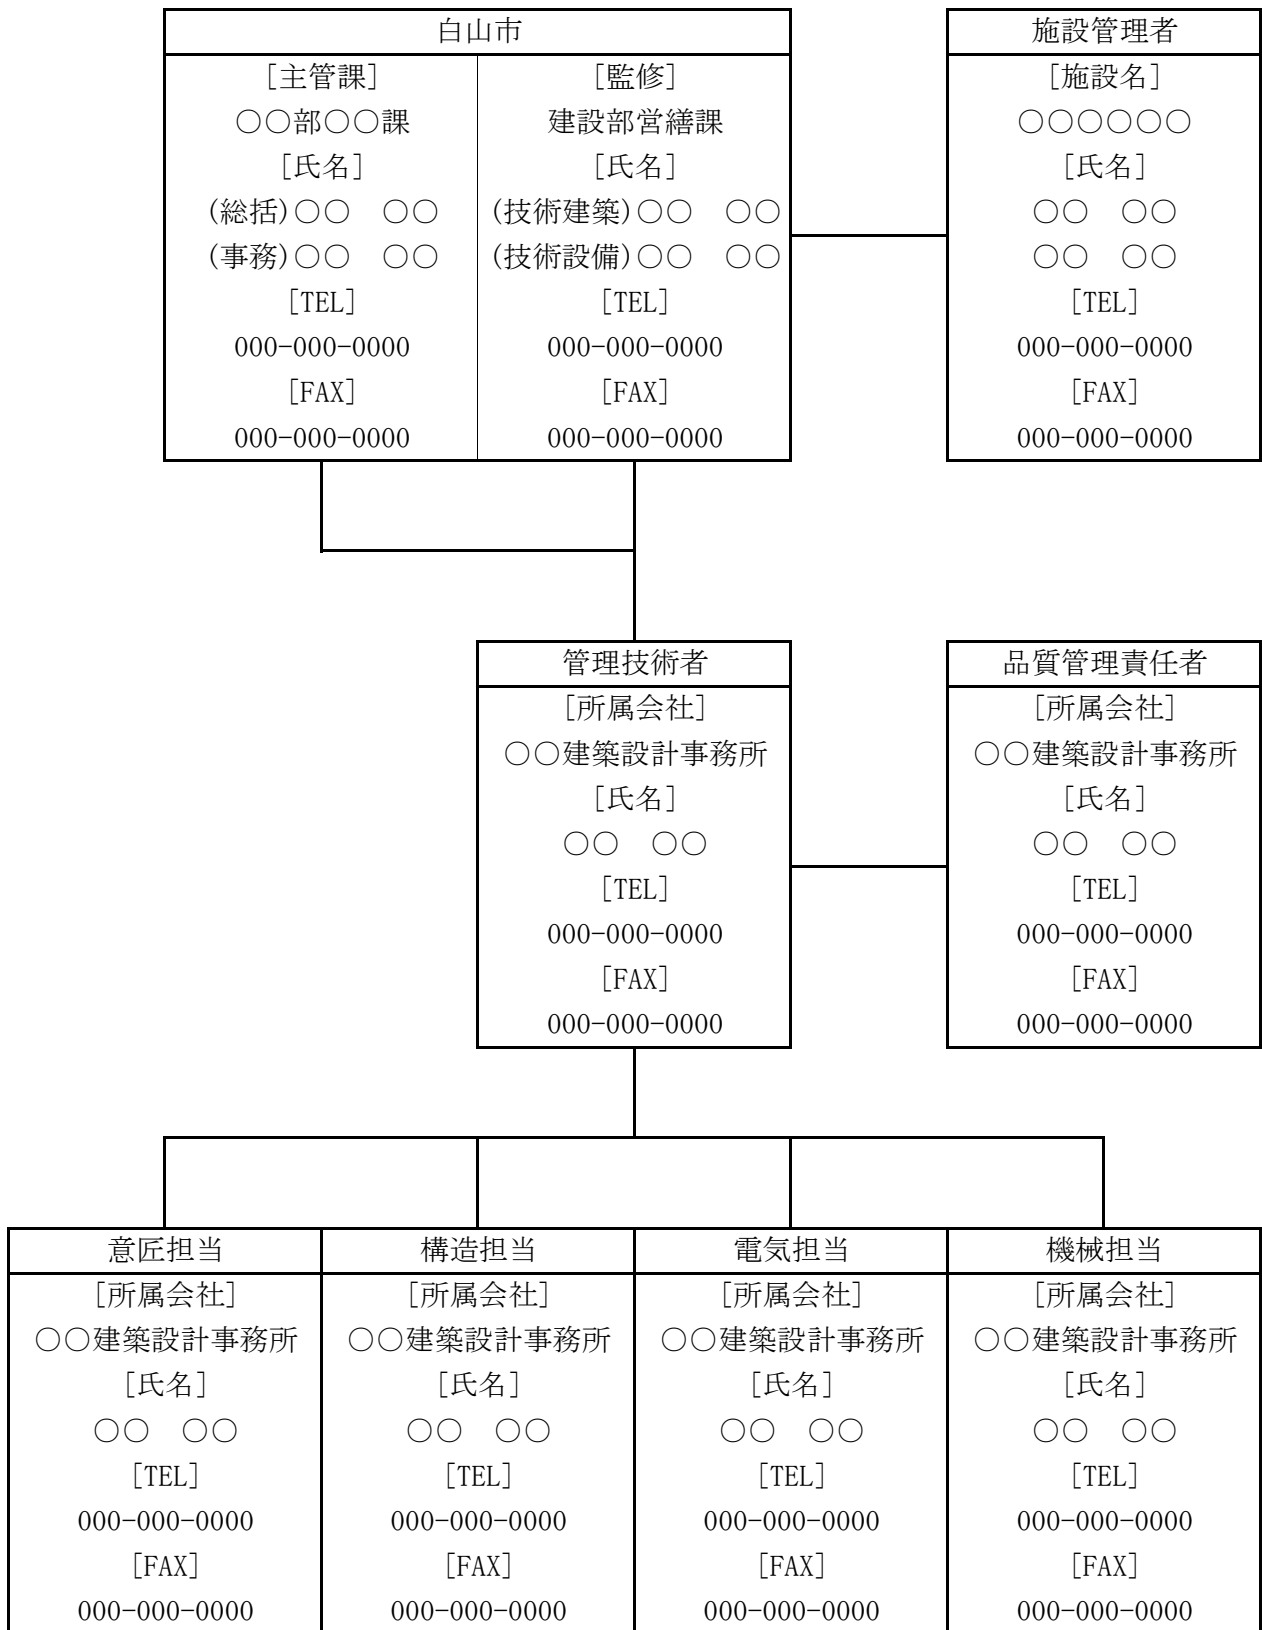 白山市
[主管課]
○○部○○課
[氏名]
(総括)○○　○○
(事務)○○　○○
[TEL]
000-000-0000
[FAX]
000-000-0000
[監修]
建設部営繕課
[氏名]
(技術建築)○○　○○
(技術設備)○○　○○
[TEL]
000-000-0000
[FAX]
000-000-0000
施設管理者
[施設名]
○○○○○○
[氏名]
○○　○○
○○　○○
[TEL]
000-000-0000
[FAX]
000-000-0000
管理技術者
[所属会社]
○○建築設計事務所
[氏名]
○○　○○
[TEL]
000-000-0000
[FAX]
000-000-0000
品質管理責任者
[所属会社]
○○建築設計事務所
[氏名]
○○　○○
[TEL]
000-000-0000
[FAX]
000-000-0000
意匠担当
[所属会社]
○○建築設計事務所
[氏名]
○○　○○
[TEL]
000-000-0000
[FAX]
000-000-0000
構造担当
[所属会社]
○○建築設計事務所
[氏名]
○○　○○
[TEL]
000-000-0000
[FAX]
000-000-0000
電気担当
[所属会社]
○○建築設計事務所
[氏名]
○○　○○
[TEL]
000-000-0000
[FAX]
000-000-0000
機械担当
[所属会社]
○○建築設計事務所
[氏名]
○○　○○
[TEL]
000-000-0000
[FAX]
000-000-0000